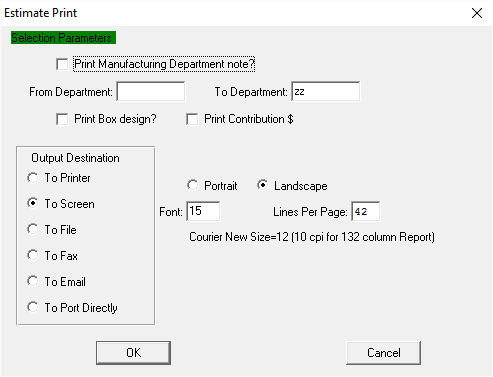 Estimate Print
Selection Parameters
Print Manufacturing Department note?
From Department: To Department: zz
Print Box design? Print Contribution $
Output Destination
To Printer
Portrait Landscape
To Screen
Font: 15 Lines Per Page: 42
To File
Courier New Size=12 (10 cpi for 132 column Report)
To Fax
To Email
To Port Directly
OK Cancel